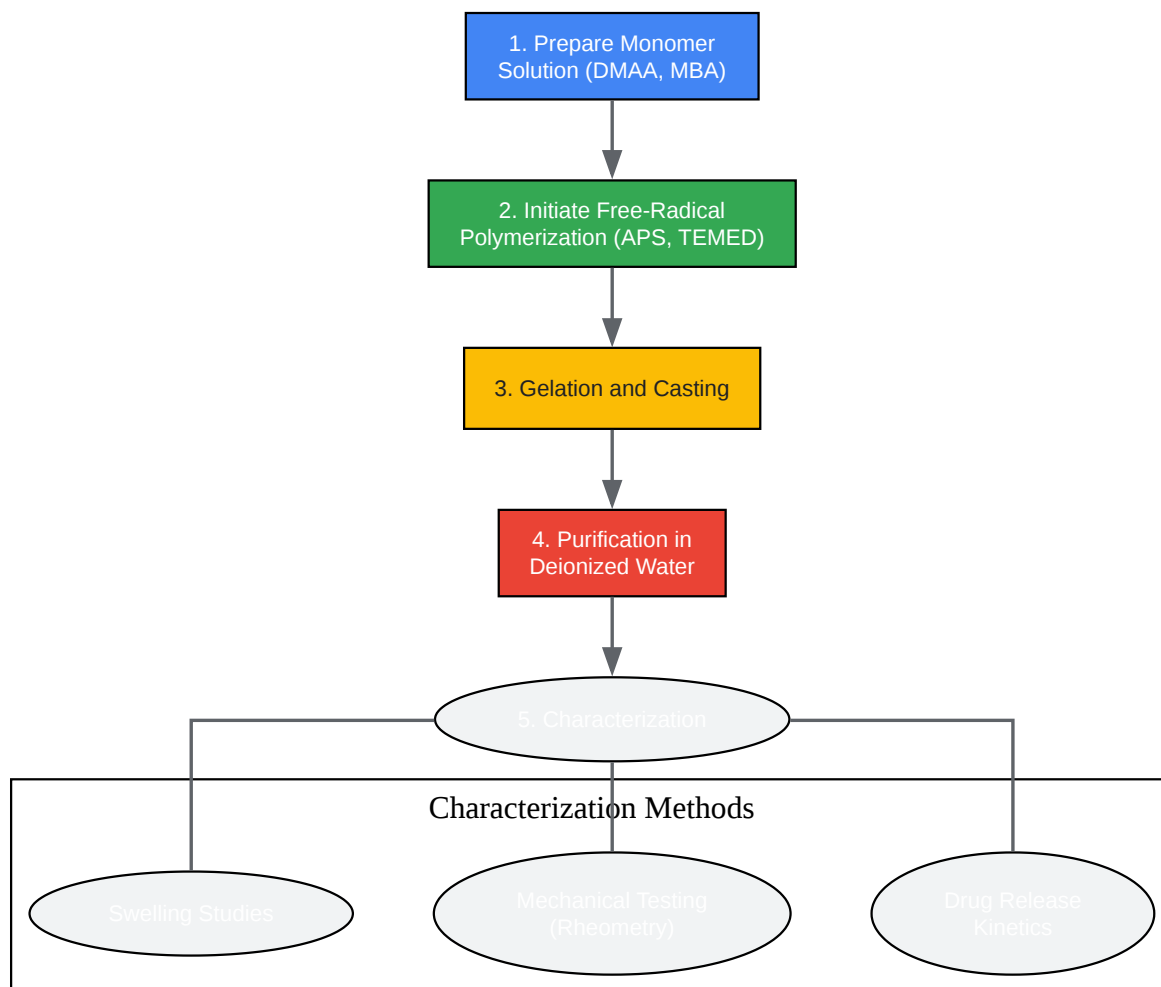 1. Prepare Monomer
Solution (DMAA, MBA)
2. Initiate Free-Radical
Polymerization (APS, TEMED)
3. Gelation and Casting
4. Purification in
Deionized Water
5. Characterization
Characterization Methods
Swelling Studies
Mechanical Testing
(Rheometry)
Drug Release
Kinetics